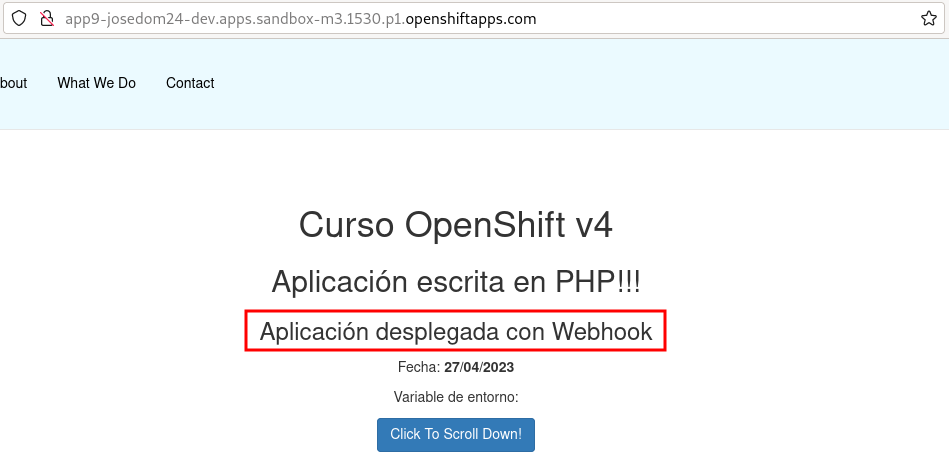 app9-josedom24-dev.apps.sandbox-m3.1530.p1.openshiftapps.com
bout What We Do Contact
Curso OpenShift v4
Aplicación escrita en PHP!!!
Aplicación desplegada con Webhook
Fecha: 27/04/2023
Variable de entorno:
Click To Scroll Down!